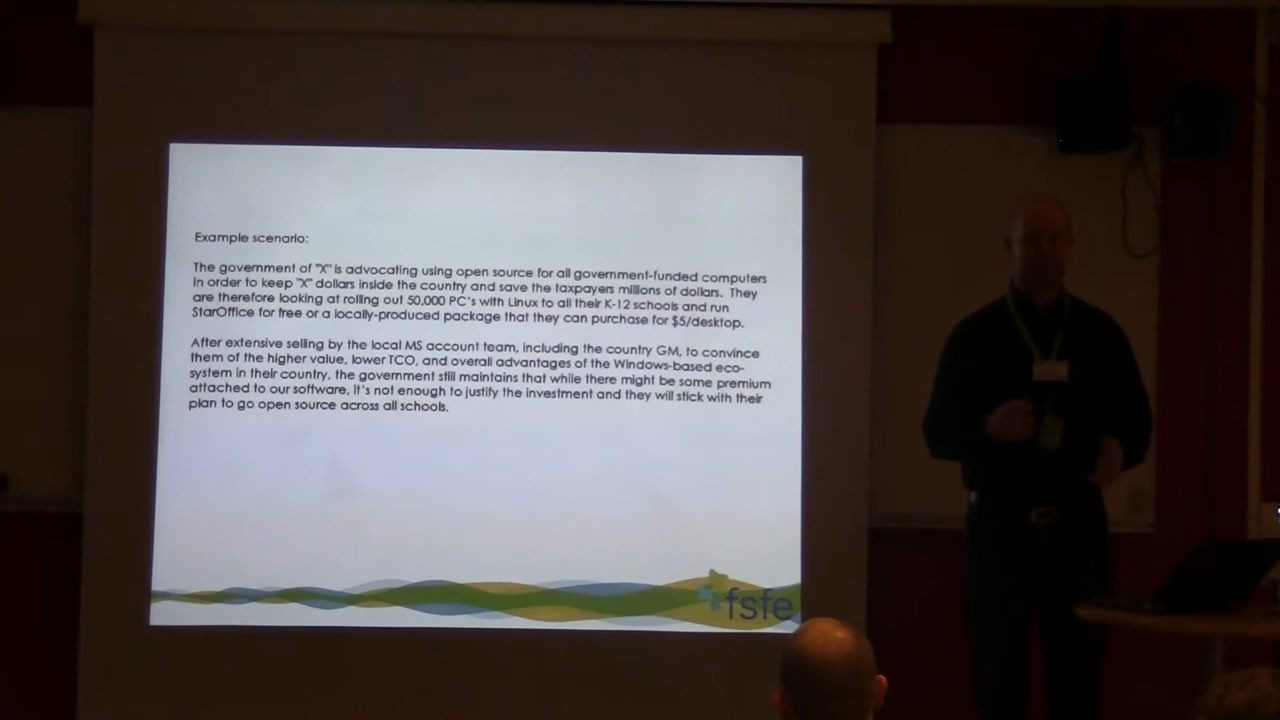 Example scenario:
The government of "X" is advocating using open source for all government-funded computers
In order to keep "X" dollars inside the country and save the taxpayers millions of dollars. They
are therefore looking at rolling out 50,000 PC's with Linux to all their K-12 schools and run
StarOffice for free or a locally-produced package that they can purchase for $5/desktop.
After extensive selling by the local MS account team, including the country GM, to convince
them of the higher value, lower TCO, and overall advantages of the Windows-based eco-
system in their country, the government still maintains that while there might be some premium
attached to our software, it's not enough to justify the investment and they will stick with their
plan to go open source across all schools.
fsfe